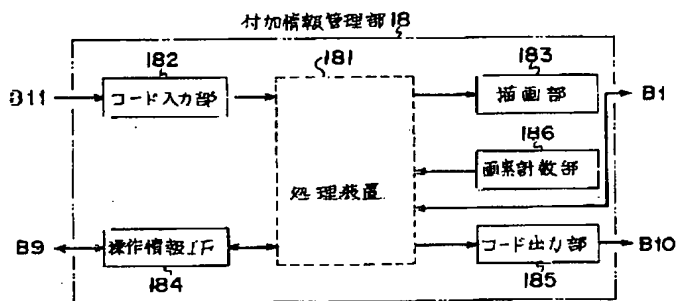 付加情報管理部 18
182
181
183
B11
コード入力部
描画部
B1
186
処理装置
画素計数部
B9
操作情報IF
コード出力部
B10
184
185